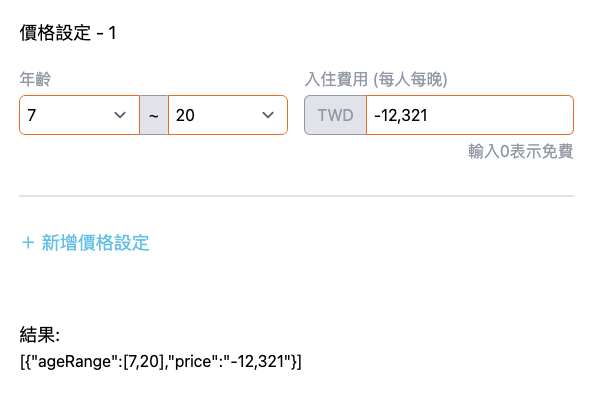 價格設定 - 1
年齡
入住費用 (每人每晚)
7 ~ 20
TWD -12,321
輸入0表示免費
+ 新增價格設定
結果:
[{"ageRange":[7,20],"price":"-12,321"}]